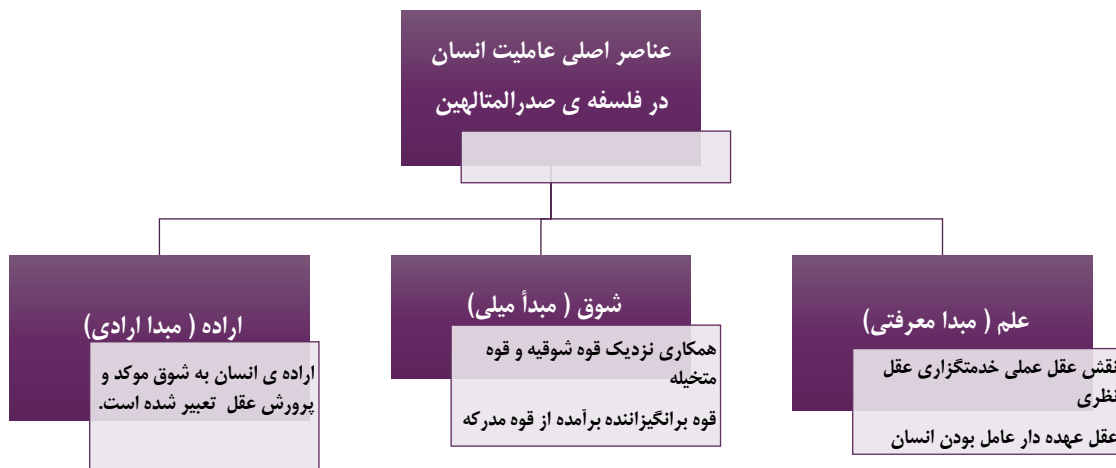 عناصر اصلی عاملیت انسان
در فلسفه ی صدرالمتالهین
علم ( مبدا معرفتی)
نقش عقل عملی خدمتگزاری عقل
نظری
عقل عهده دار عامل بودن انسان
شوق ( مبدأ میلی)
همکاری نزدیک قوه شوقیه و قوه
متخیله
قوه برانگیزاننده برآمده از قوه مدرکه
اراده ( مبدا ارادی)
اراده ی انسان به شوق موکد و
پرورش عقل تعبیر شده است.